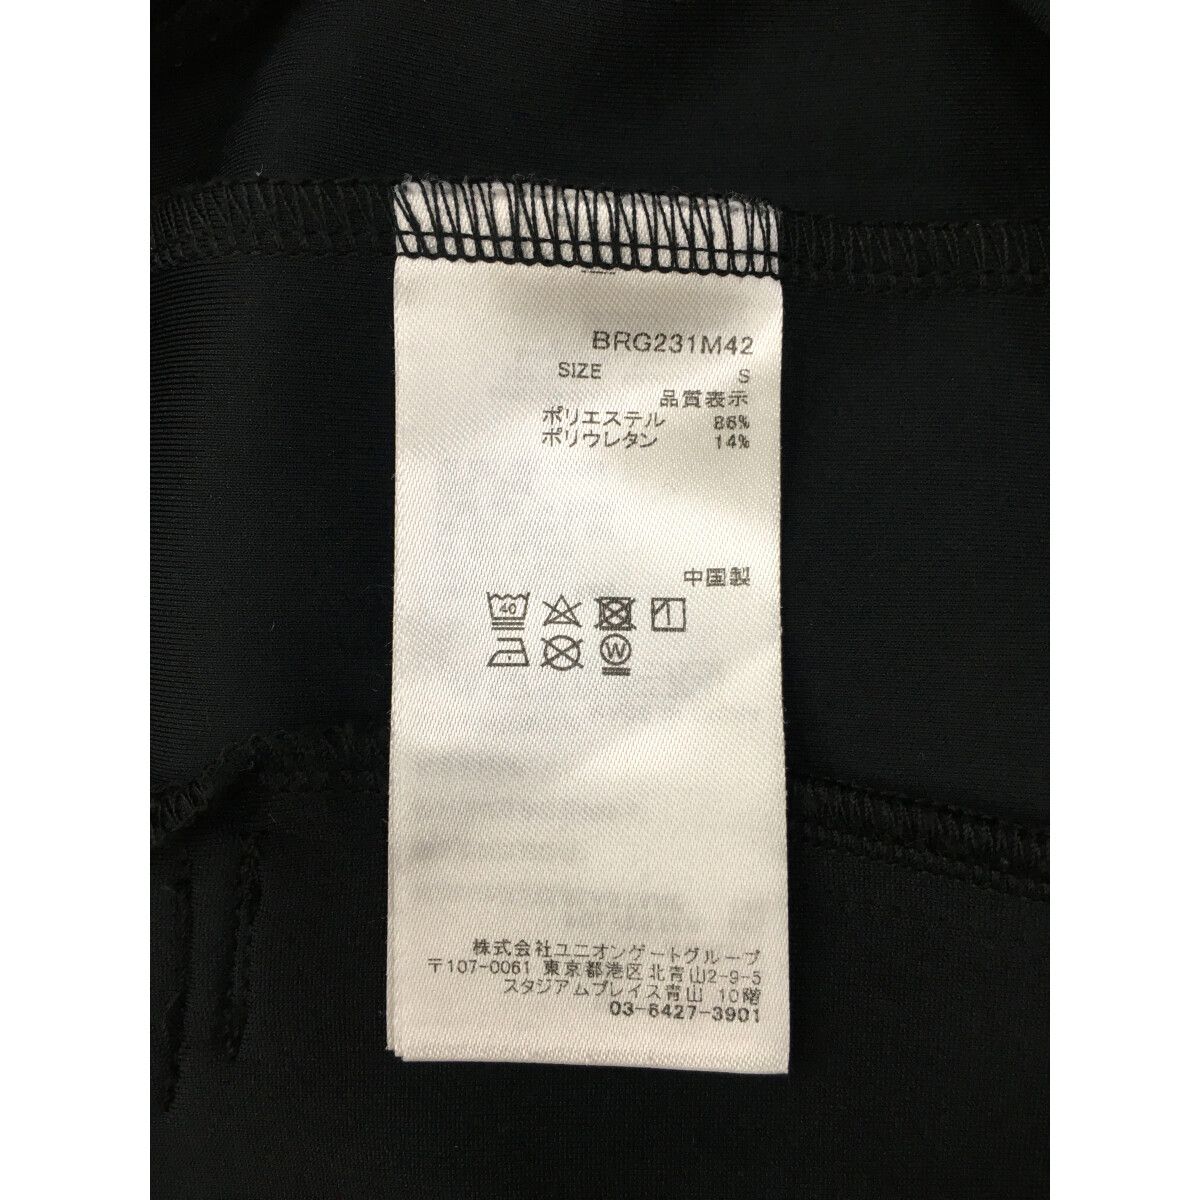 BRG231M42
SIZE S
品質表示
ポリエステル 86%
ポリウレタン 14%
中国製
40
W
株式会社ユニオンゲートグループ
〒107-0061 東京都港区北青山2-9-5
スタジアムプレイス青山 10階
03-6427-3901